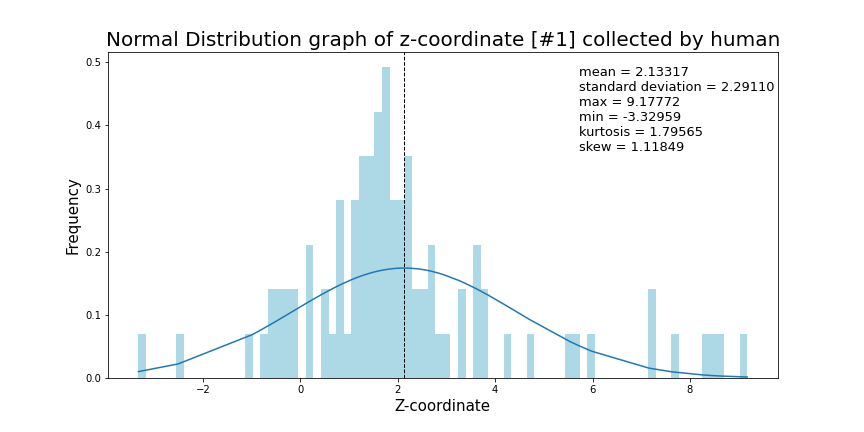 Normal Distribution graph of z-coordinate [#1] collected by human
mean = 2.13317
standard deviation = 2.29110
max = 9.17772
min = -3.32959
kurtosis = 1.79565
skew = 1.11849
Frequency
0.5
0.4
0.3
0.2
0.1
0.0
−2
0
2
4
6
8
Z-coordinate